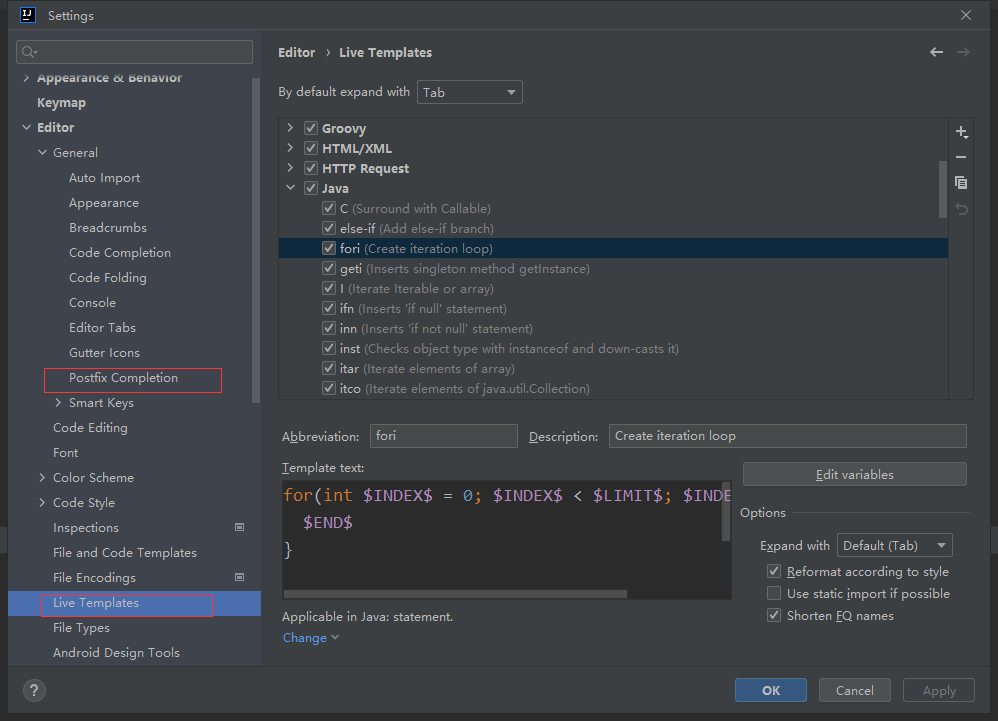 IJ
Settings
Appearance & Behavior
Keymap
Editor
General
Auto Import
Appearance
Breadcrumbs
Code Completion
Code Folding
Console
Editor Tabs
Gutter Icons
Postfix Completion
Smart Keys
Code Editing
Font
Color Scheme
Code Style
Inspections
File and Code Templates
File Encodings
Live Templates
File Types
Android Design Tools
Editor › Live Templates
By default expand with Tab
Groovy
HTML/XML
HTTP Request
Java
C (Surround with Callable)
else-if (Add else-if branch)
fori (Create iteration loop)
geti (Inserts singleton method getInstance)
I (Iterate Iterable or array)
ifn (Inserts 'if null' statement)
inn (Inserts 'if not null' statement)
inst (Checks object type with instanceof and down-casts it)
itar (Iterate elements of array)
itco (Iterate elements of java.util.Collection)
Abbreviation: fori Description: Create iteration loop
Template text:
for(int $INDEX$ = 0; $INDEX$ < $LIMIT$; $INDE
$END$
}
Edit variables
Options
Expand with Default (Tab)
Reformat according to style
Use static import if possible
Shorten FQ names
Applicable in Java: statement.
Change
?
OK Cancel Apply